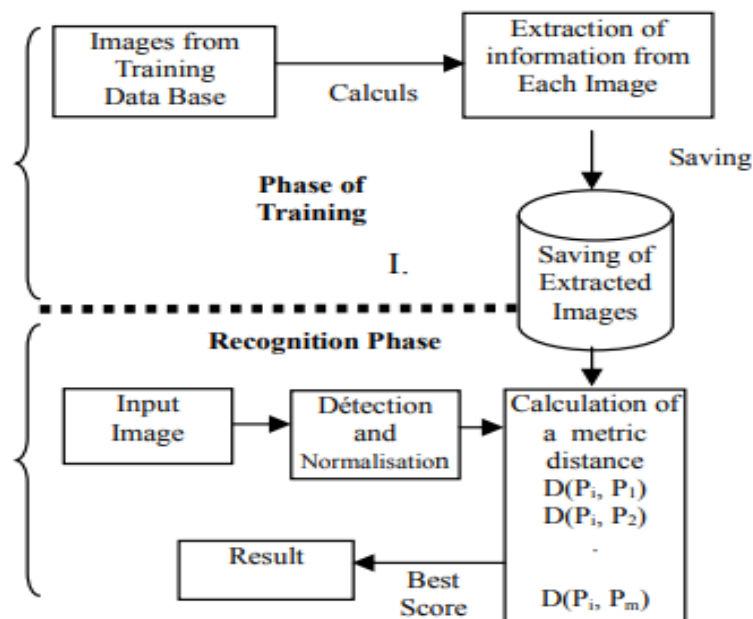 Images from
Training
Data Base
Calculs
Extraction of
information from
Each Image
Saving
Phase of
Training
I.
Saving of
Extracted
Images
Recognition Phase
Input
Image
Détection
and
Normalisation
Calculation of
a metric
distance
D(Pᵢ, P₁)
D(Pᵢ, P₂)
.
D(Pᵢ, Pₘ)
Result
Best
Score